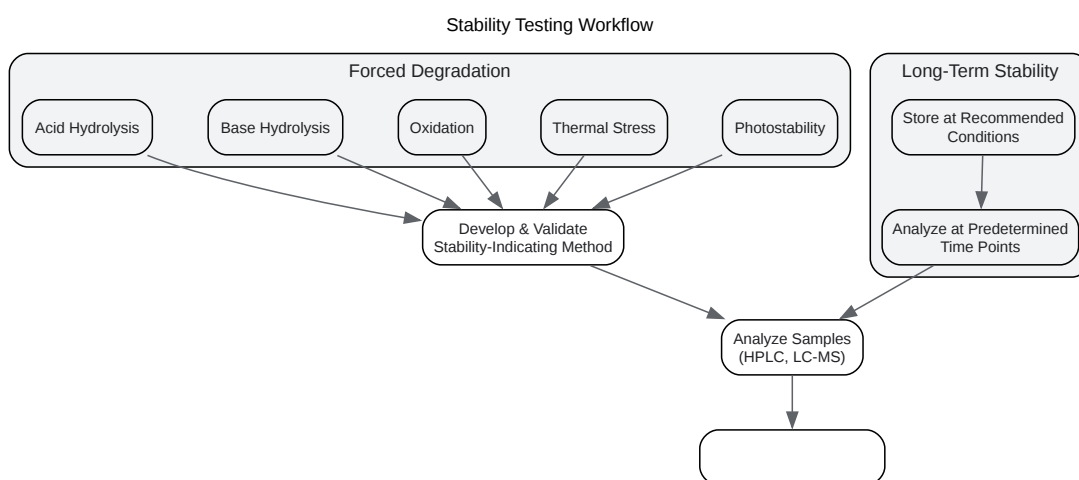 Stability Testing Workflow
Forced Degradation
Long-Term Stability
Acid Hydrolysis
Base Hydrolysis
Oxidation
Thermal Stress
Photostability
Store at Recommended
Conditions
Develop & Validate
Stability-Indicating Method
Analyze at Predetermined
Time Points
Analyze Samples
(HPLC, LC-MS)